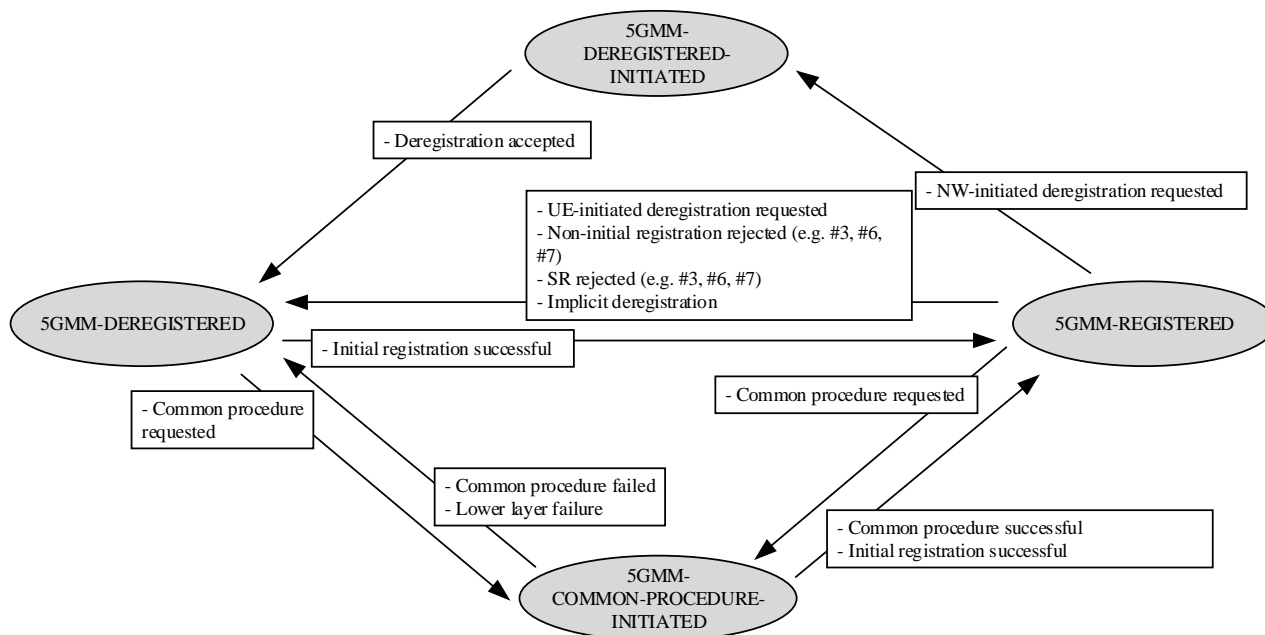 5GMM-
DEREGISTERED-
INITIATED
- Deregistration accepted
- NW-initiated deregistration requested
- UE-initiated deregistration requested
- Non-initial registration rejected (e.g. #3, #6,
#7)
- SR rejected (e.g. #3, #6, #7)
- Implicit deregistration
5GMM-DEREGISTERED
5GMM-REGISTERED
- Initial registration successful
- Common procedure
requested
- Common procedure requested
- Common procedure failed
- Lower layer failure
- Common procedure successful
- Initial registration successful
5GMM-
COMMON-PROCEDURE-
INITIATED